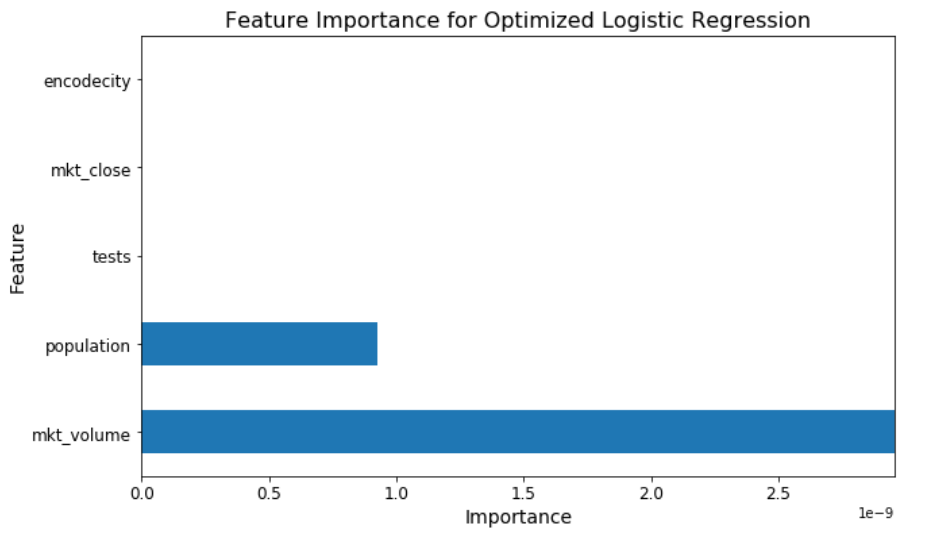 Feature Importance for Optimized Logistic Regression
encodecity
mkt_close
tests
population
mkt_volume
Feature
0.0 0.5 1.0 1.5 2.0 2.5
1e−9
Importance